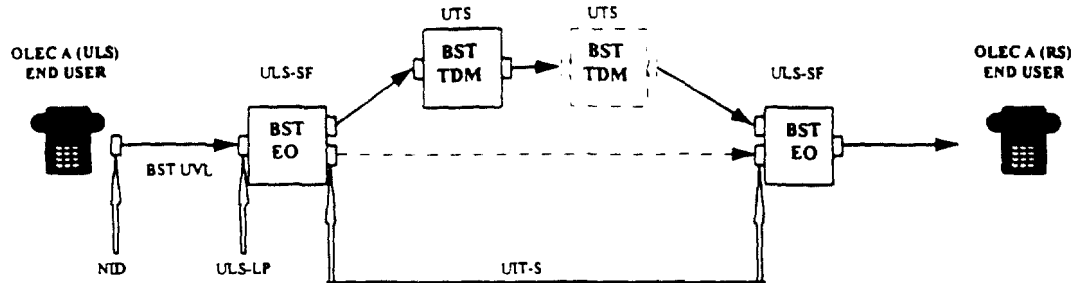 UTS
UTS
OLEC A (ULS)
END USER
ULS-SF
BST
TDM
BST
TDM
ULS-SF
OLEC A (RS)
END USER
BST
EO
BST
EO
BST UVL
NID
ULS-LP
UIT-S